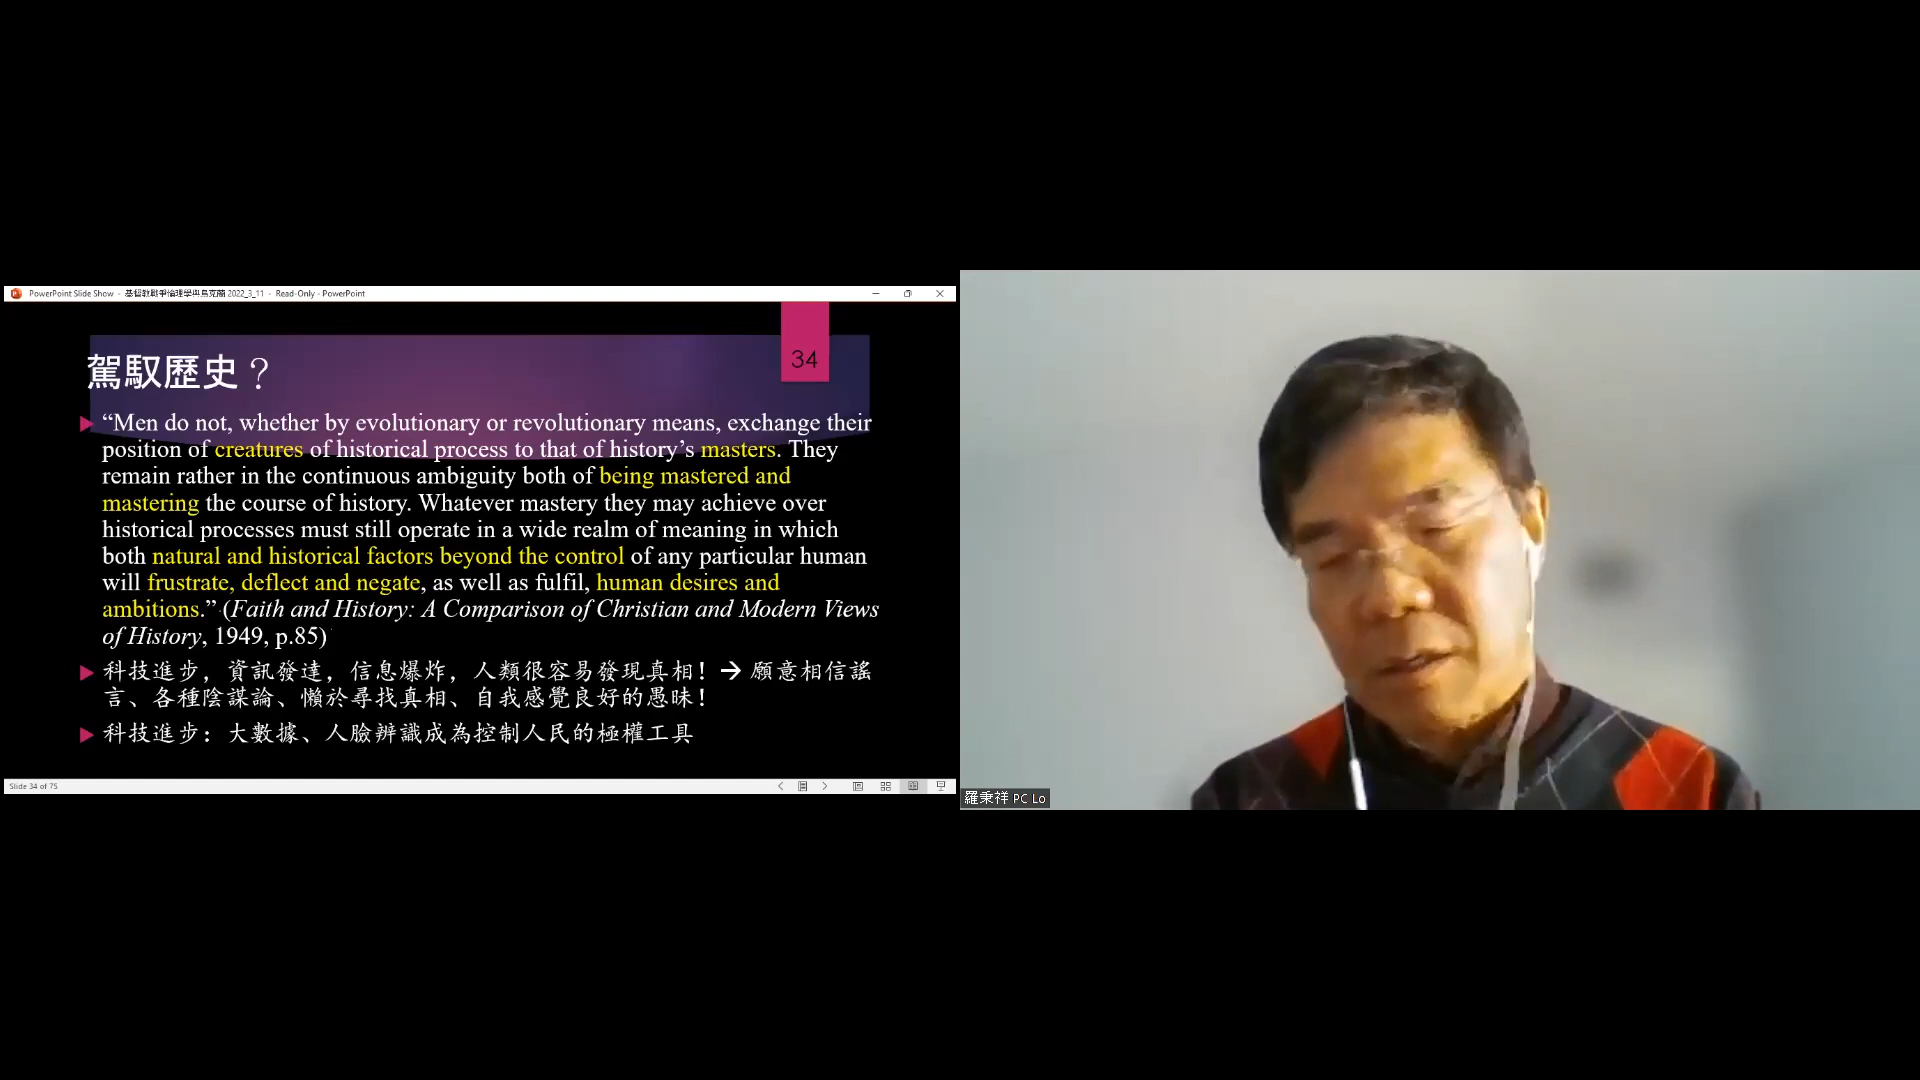 PowerPoint Slide Show - 基督教戰爭倫理學與烏克蘭 2022_3_11 - Read-Only - PowerPoint
34
駕馭歷史？
“Men do not, whether by evolutionary or revolutionary means, exchange their
position of creatures of historical process to that of history’s masters. They
remain rather in the continuous ambiguity both of being mastered and
mastering the course of history. Whatever mastery they may achieve over
historical processes must still operate in a wide realm of meaning in which
both natural and historical factors beyond the control of any particular human
will frustrate, deflect and negate, as well as fulfil, human desires and
ambitions.” (Faith and History: A Comparison of Christian and Modern Views
of History, 1949, p.85)
科技進步，資訊發達，信息爆炸，人類很容易發現真相！→ 願意相信謠
言、各種陰謀論、懶於尋找真相、自我感覺良好的愚昧！
科技進步：大數據、人臉辨識成為控制人民的極權工具
Slide 34 of 75
羅秉祥 PC Lo